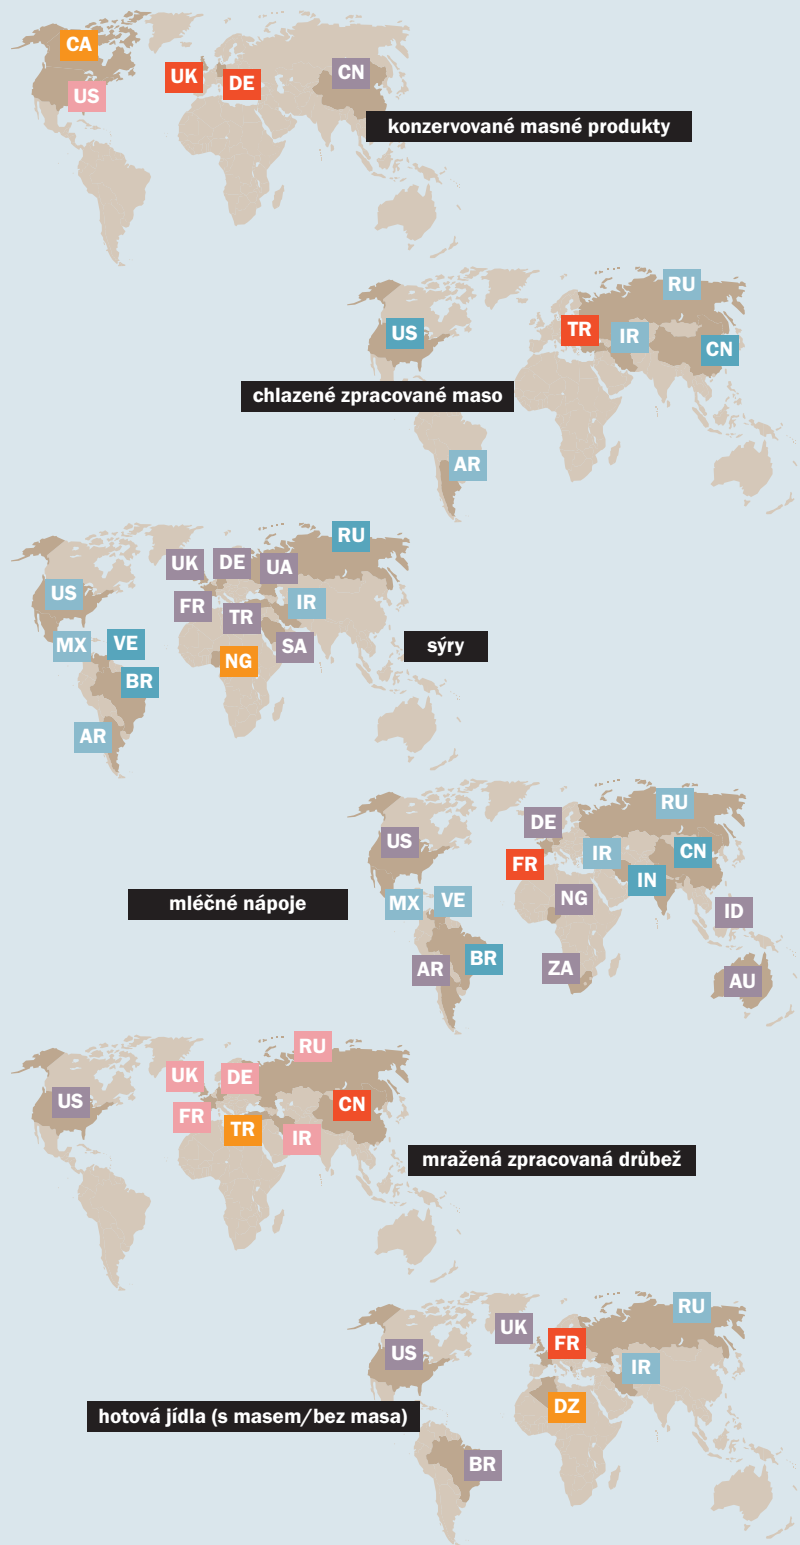 CA
UK
DE
CN
US
konzervované masné produkty
RU
US
TR
IR
CN
chlazené zpracované maso
AR
RU
UK
DE
UA
US
FR
IR
TR
MX
VE
SA
sýry
NG
BR
AR
RU
DE
US
FR
IR
CN
IN
mléčné nápoje
MX
VE
NG
ID
AR
BR
ZA
AU
RU
UK
DE
US
FR
CN
TR
IR
mražená zpracovaná drůbež
RU
UK
US
FR
IR
hotová jídla (s masem/bez masa)
DZ
BR